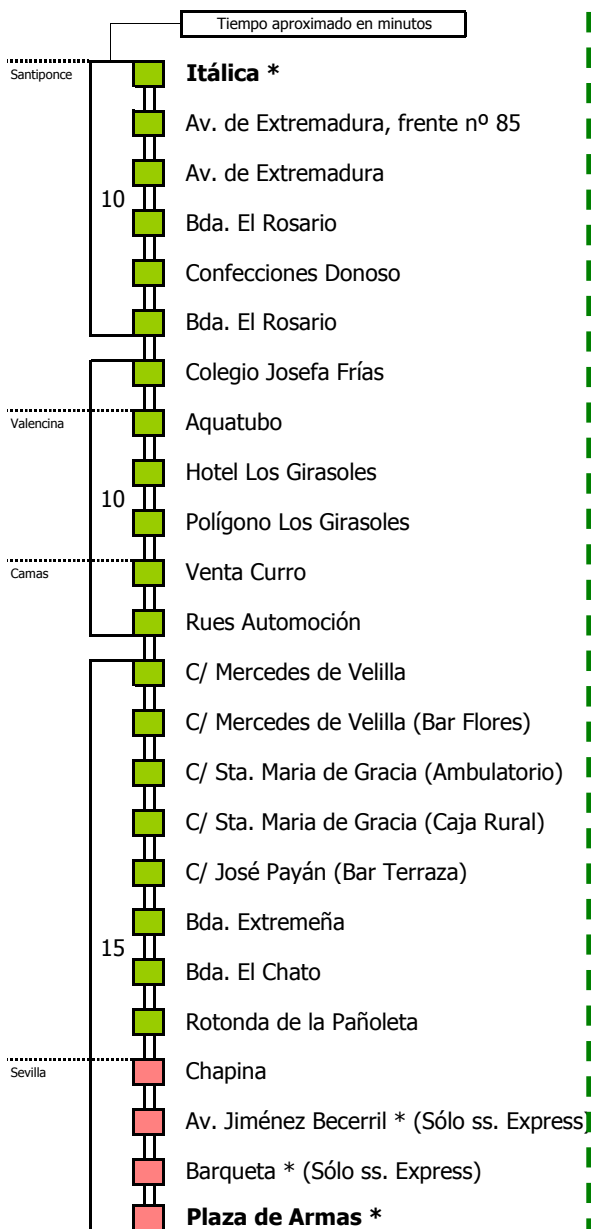 Tiempo aproximado en minutos
Santiponce
Itálica *
Av. de Extremadura, frente nº 85
Av. de Extremadura
10
Bda. El Rosario
Confecciones Donoso
Bda. El Rosario
Colegio Josefa Frías
Valencina
Aquatubo
Hotel Los Girasoles
10
Polígono Los Girasoles
Camas
Venta Curro
Rues Automoción
C/ Mercedes de Velilla
C/ Mercedes de Velilla (Bar Flores)
C/ Sta. Maria de Gracia (Ambulatorio)
C/ Sta. Maria de Gracia (Caja Rural)
C/ José Payán (Bar Terraza)
Bda. Extremeña
15
Bda. El Chato
Rotonda de la Pañoleta
Sevilla
Chapina
Av. Jiménez Becerril * (Sólo ss. Express)
Barqueta * (Sólo ss. Express)
Plaza de Armas *